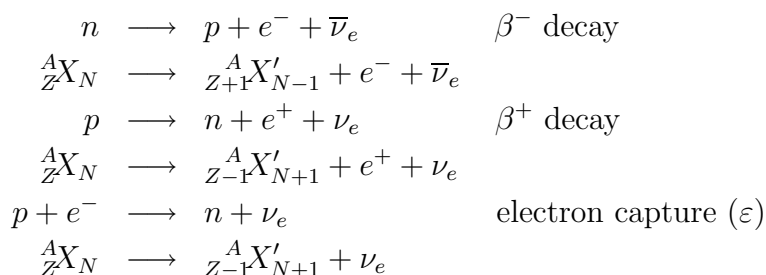 n ⟶ p + e⁻ + ν̅ₑ β⁻ decay
ᴬ_Z X_N ⟶ ᴬ_{Z+1} X′_{N−1} + e⁻ + ν̅ₑ
p ⟶ n + e⁺ + νₑ β⁺ decay
ᴬ_Z X_N ⟶ ᴬ_{Z−1} X′_{N+1} + e⁺ + νₑ
p + e⁻ ⟶ n + νₑ electron capture (ε)
ᴬ_Z X_N ⟶ ᴬ_{Z−1} X′_{N+1} + νₑ